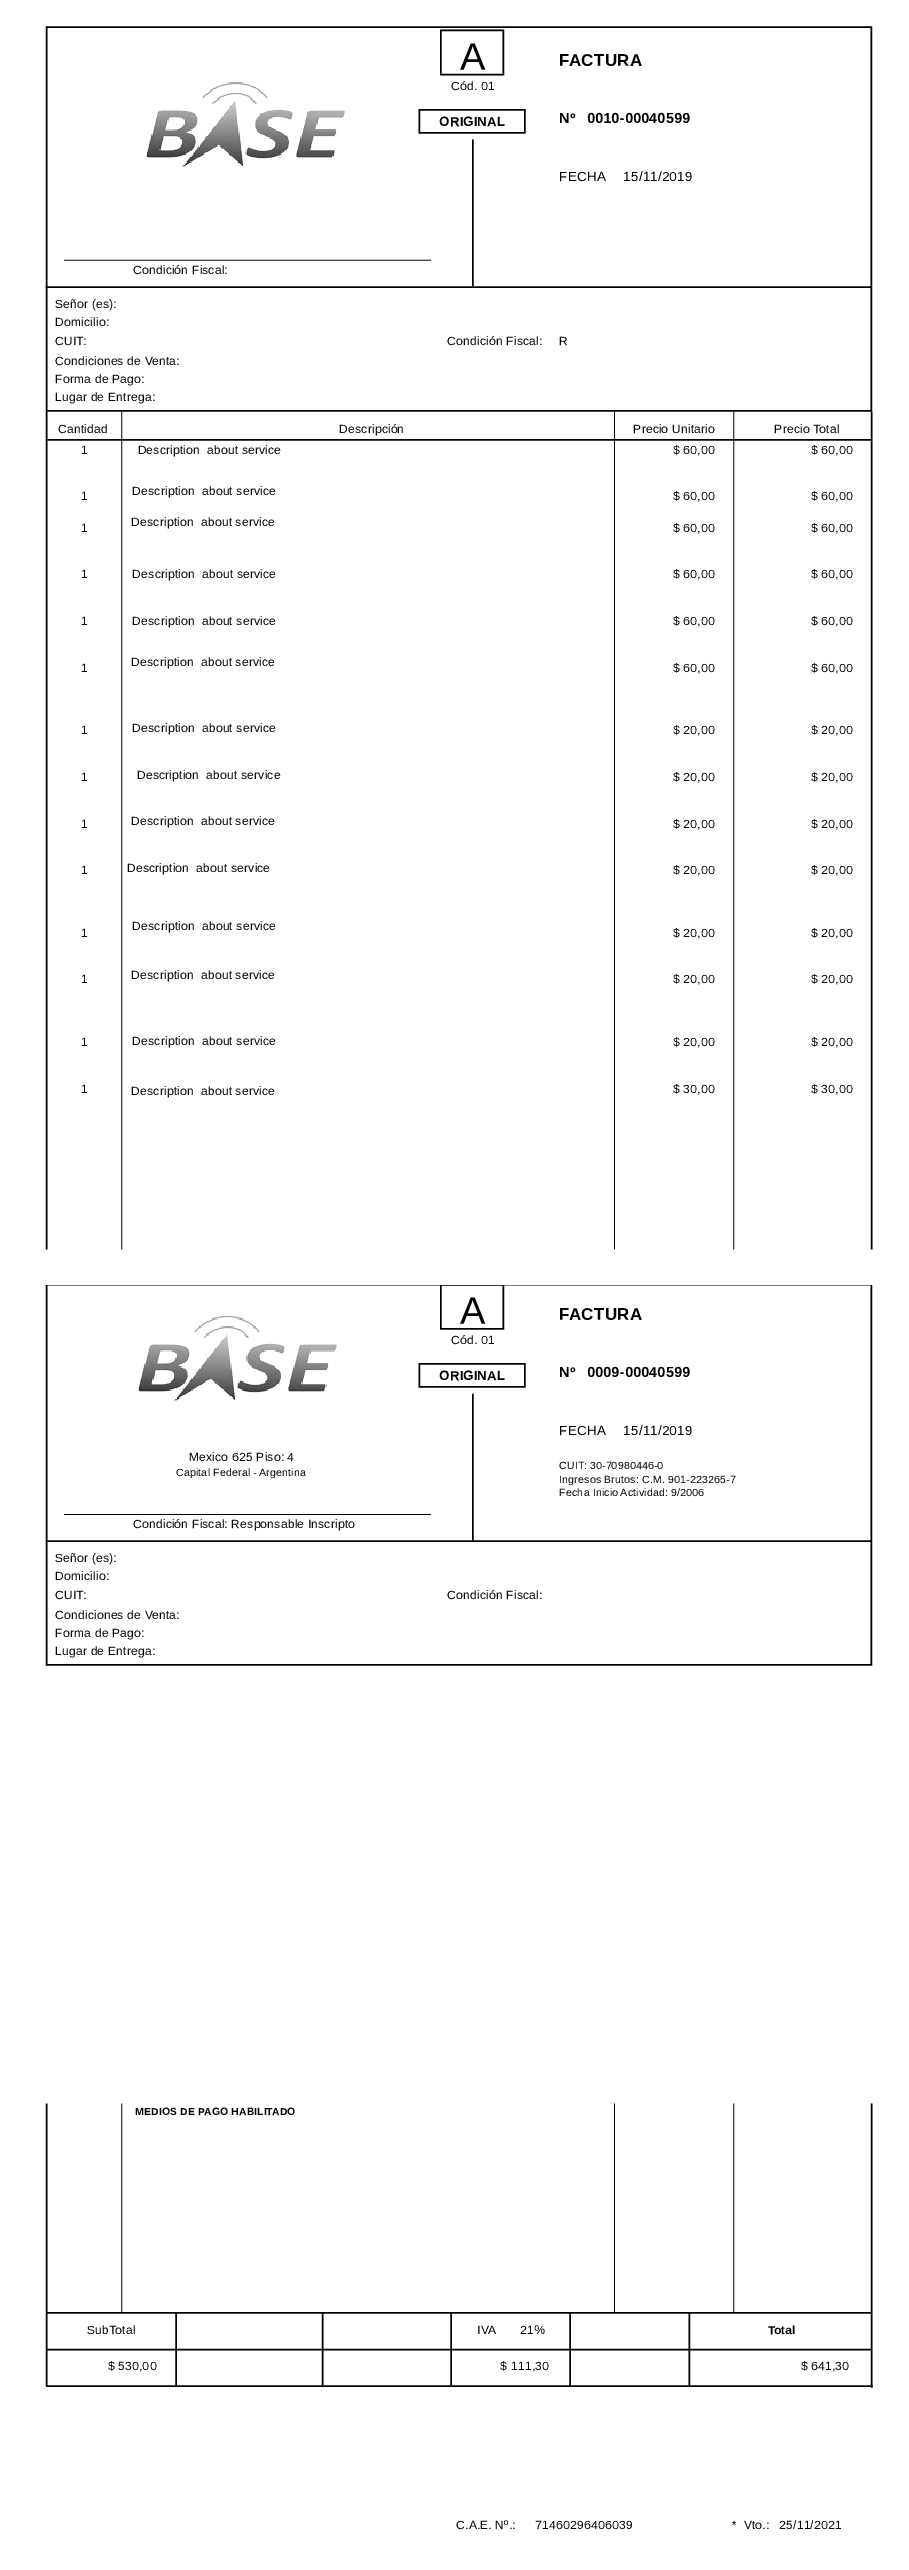 BASE
A
Cód. 01
ORIGINAL
FACTURA
Nº 0010-00040599
FECHA 15/11/2019
Condición Fiscal:
Señor (es):
Domicilio:
CUIT: Condición Fiscal: R
Condiciones de Venta:
Forma de Pago:
Lugar de Entrega:
Cantidad Descripción Precio Unitario Precio Total
1 Description about service $ 60,00 $ 60,00
1 Description about service $ 60,00 $ 60,00
1 Description about service $ 60,00 $ 60,00
1 Description about service $ 60,00 $ 60,00
1 Description about service $ 60,00 $ 60,00
1 Description about service $ 60,00 $ 60,00
1 Description about service $ 20,00 $ 20,00
1 Description about service $ 20,00 $ 20,00
1 Description about service $ 20,00 $ 20,00
1 Description about service $ 20,00 $ 20,00
1 Description about service $ 20,00 $ 20,00
1 Description about service $ 20,00 $ 20,00
1 Description about service $ 20,00 $ 20,00
1 Description about service $ 30,00 $ 30,00
BASE
A
Cód. 01
ORIGINAL
FACTURA
Nº 0009-00040599
FECHA 15/11/2019
Mexico 625 Piso: 4
Capital Federal - Argentina
CUIT: 30-70980446-0
Ingresos Brutos: C.M. 901-223265-7
Fecha Inicio Actividad: 9/2006
Condición Fiscal: Responsable Inscripto
Señor (es):
Domicilio:
CUIT: Condición Fiscal:
Condiciones de Venta:
Forma de Pago:
Lugar de Entrega:
MEDIOS DE PAGO HABILITADO
SubTotal IVA 21% Total
$ 530,00 $ 111,30 $ 641,30
C.A.E. Nº.: 71460296406039 * Vto.: 25/11/2021